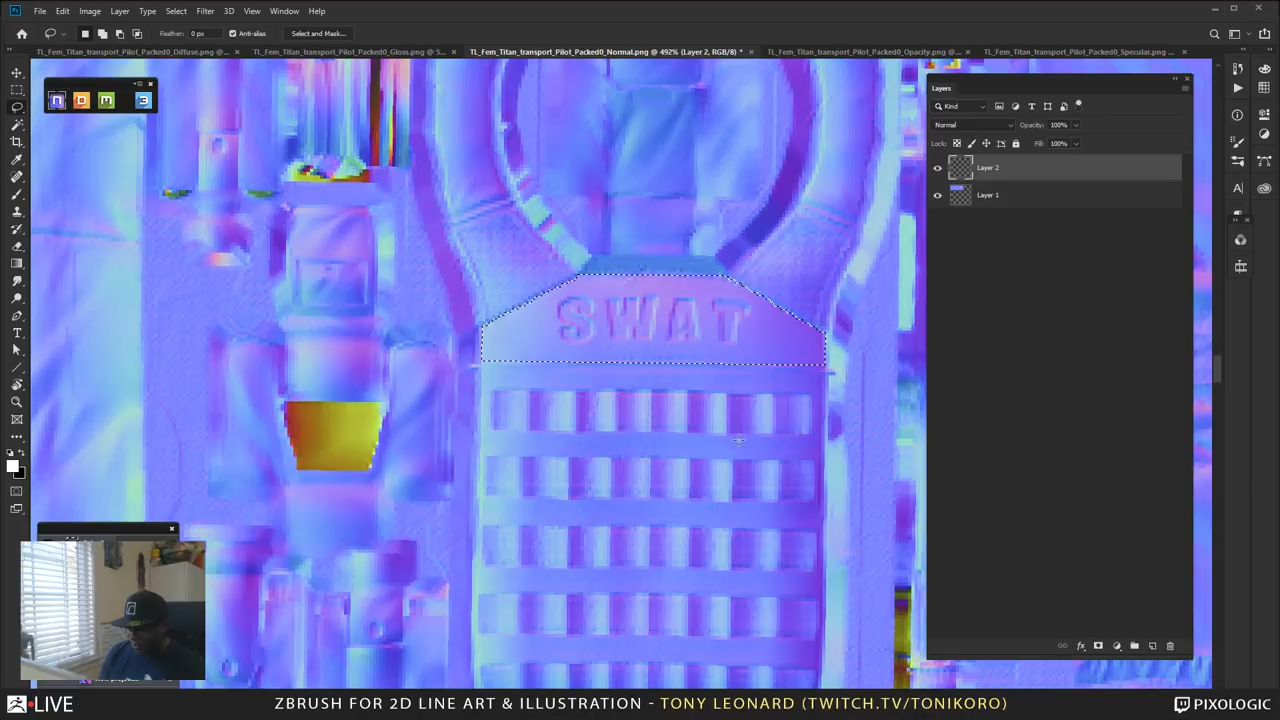 Ps File Edit Image Layer Type Select Filter 3D View Window Help
Feather: 0 px Anti-alias Select and Mask...
TL_Fem_Titan_transport_Pilot_Packed0_Diffuse.png @ ... × TL_Fem_Titan_transport_Pilot_Packed0_Gloss.png @ 5... × TL_Fem_Titan_transport_Pilot_Packed0_Normal.png @ 492% (Layer 2, RGB/8) * × TL_Fem_Titan_transport_Pilot_Packed0_Opacity.png @... × TL_Fem_Titan_transport_Pilot_Packed0_Specular.png ... ×
Layers
Kind
Normal Opacity: 100%
Lock: Fill: 100%
Layer 2
Layer 1
SWAT
LIVE ZBRUSH FOR 2D LINE ART & ILLUSTRATION - TONY LEONARD (TWITCH.TV/TONIKORO) PIXOLOGIC